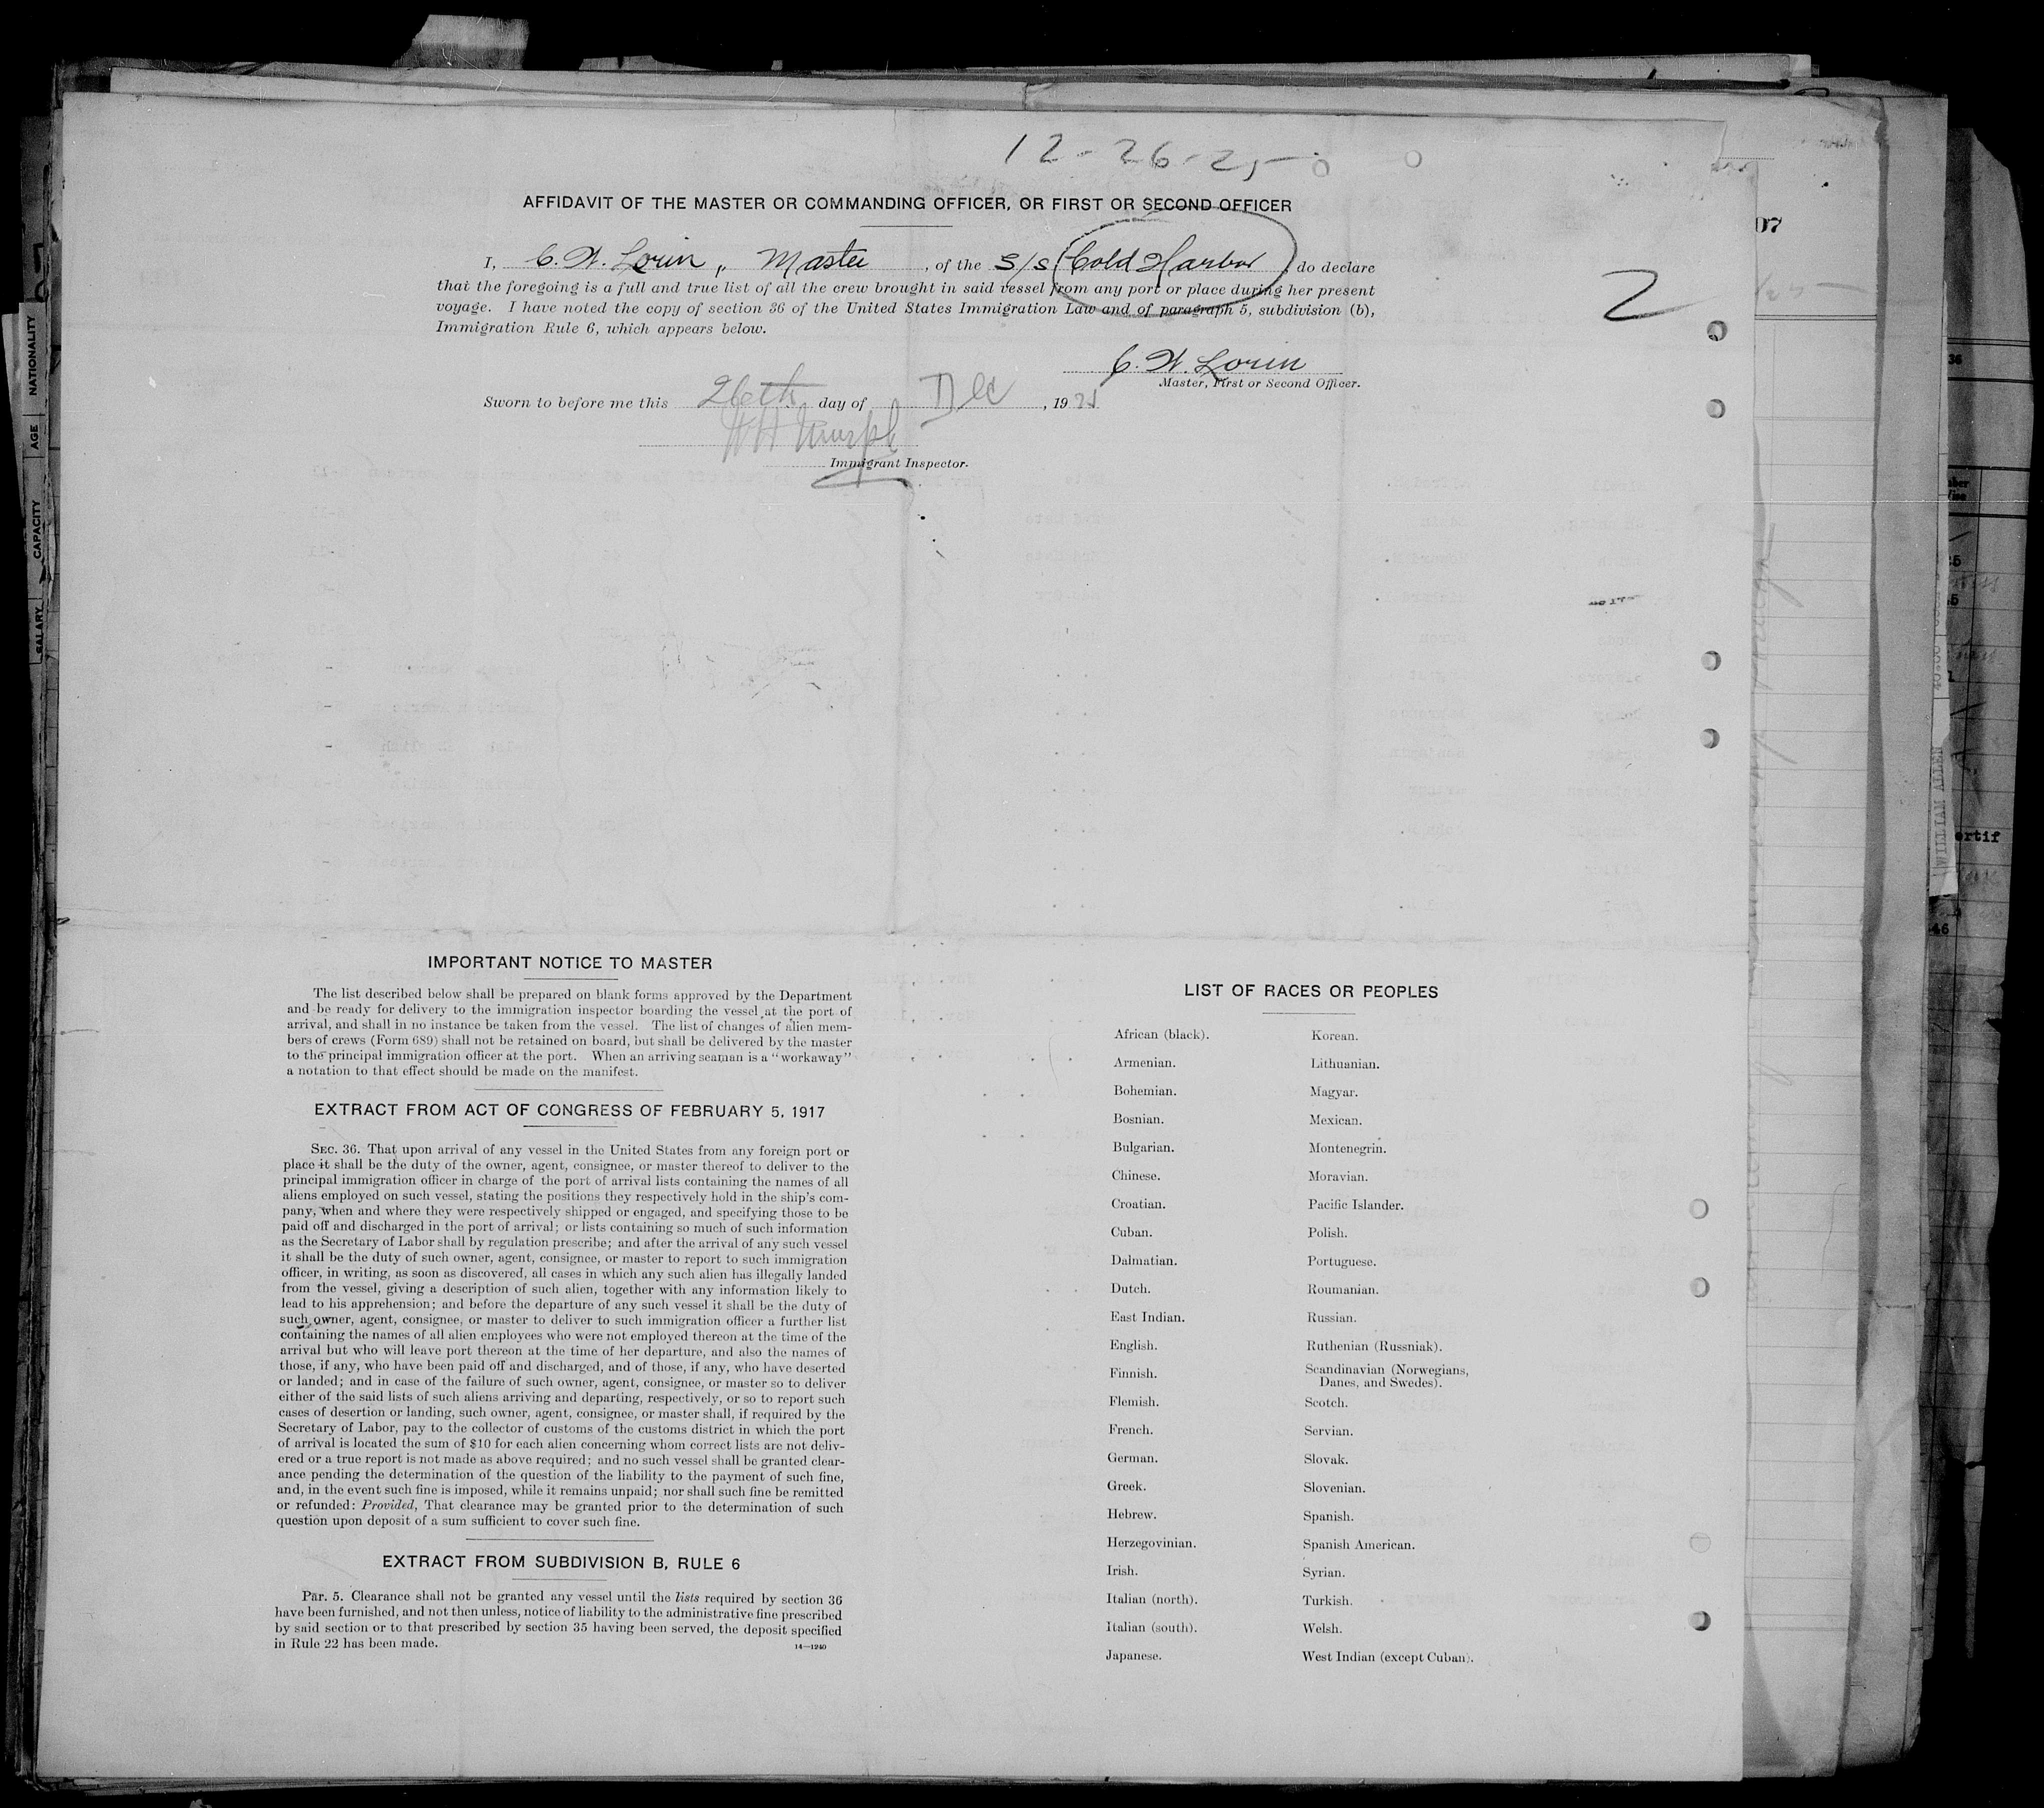 12-26-25
AFFIDAVIT OF THE MASTER OR COMMANDING OFFICER, OR FIRST OR SECOND OFFICER
I, C. W. Lorin, Master, of the S/S Cold Harbor, do declare
that the foregoing is a full and true list of all the crew brought in said vessel from any port or place during her present
voyage. I have noted the copy of section 36 of the United States Immigration Law and of paragraph 5, subdivision (b),
Immigration Rule 6, which appears below.
2
C. W. Lorin
Master, First or Second Officer.
Sworn to before me this 26th day of Dec, 1925
Immigrant Inspector.
IMPORTANT NOTICE TO MASTER
The list described below shall be prepared on blank forms approved by the Department
and be ready for delivery to the immigration inspector boarding the vessel at the port of
arrival, and shall in no instance be taken from the vessel. The list of changes of alien mem-
bers of crews (Form 689) shall not be retained on board, but shall be delivered by the master
to the principal immigration officer at the port. When an arriving seaman is a "workaway"
a notation to that effect should be made on the manifest.
EXTRACT FROM ACT OF CONGRESS OF FEBRUARY 5, 1917
SEC. 36. That upon arrival of any vessel in the United States from any foreign port or
place it shall be the duty of the owner, agent, consignee, or master thereof to deliver to the
principal immigration officer in charge of the port of arrival lists containing the names of all
aliens employed on such vessel, stating the positions they respectively hold in the ship's com-
pany, when and where they were respectively shipped or engaged, and specifying those to be
paid off and discharged in the port of arrival; or lists containing so much of such information
as the Secretary of Labor shall by regulation prescribe; and after the arrival of any such vessel
it shall be the duty of such owner, agent, consignee, or master to report to such immigration
officer, in writing, as soon as discovered, all cases in which any such alien has illegally landed
from the vessel, giving a description of such alien, together with any information likely to
lead to his apprehension; and before the departure of any such vessel it shall be the duty of
such owner, agent, consignee, or master to deliver to such immigration officer a further list
containing the names of all alien employees who were not employed thereon at the time of the
arrival but who will leave port thereon at the time of her departure, and also the names of
those, if any, who have been paid off and discharged, and of those, if any, who have deserted
or landed; and in case of the failure of such owner, agent, consignee, or master so to deliver
either of the said lists of such aliens arriving and departing, respectively, or so to report such
cases of desertion or landing, such owner, agent, consignee, or master shall, if required by the
Secretary of Labor, pay to the collector of customs of the customs district in which the port
of arrival is located the sum of $10 for each alien concerning whom correct lists are not deliv-
ered or a true report is not made as above required; and no such vessel shall be granted clear-
ance pending the determination of the question of the liability to the payment of such fine,
and, in the event such fine is imposed, while it remains unpaid; nor shall such fine be remitted
or refunded: Provided, That clearance may be granted prior to the determination of such
question upon deposit of a sum sufficient to cover such fine.
EXTRACT FROM SUBDIVISION B, RULE 6
Par. 5. Clearance shall not be granted any vessel until the lists required by section 36
have been furnished, and not then unless, notice of liability to the administrative fine prescribed
by said section or to that prescribed by section 35 having been served, the deposit specified
in Rule 22 has been made.
14—1240
LIST OF RACES OR PEOPLES
African (black).
Armenian.
Bohemian.
Bosnian.
Bulgarian.
Chinese.
Croatian.
Cuban.
Dalmatian.
Dutch.
East Indian.
English.
Finnish.
Flemish.
French.
German.
Greek.
Hebrew.
Herzegovinian.
Irish.
Italian (north).
Italian (south).
Japanese.
Korean.
Lithuanian.
Magyar.
Mexican.
Montenegrin.
Moravian.
Pacific Islander.
Polish.
Portuguese.
Roumanian.
Russian.
Ruthenian (Russniak).
Scandinavian (Norwegians,
Danes, and Swedes).
Scotch.
Servian.
Slovak.
Slovenian.
Spanish.
Spanish American.
Syrian.
Turkish.
Welsh.
West Indian (except Cuban).
NATIONALITY
AGE
CAPACITY
SALARY
07
36
WILLIAM ALLEN
46